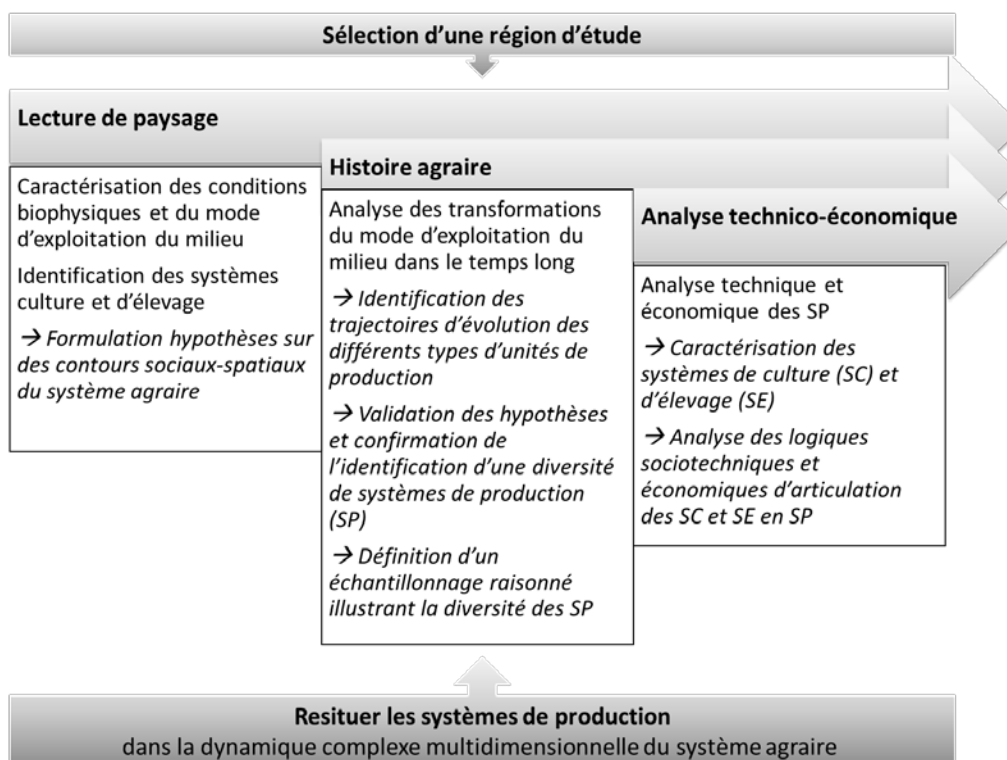 Sélection d'une région d'étude
Lecture de paysage
Caractérisation des conditions
biophysiques et du mode
d'exploitation du milieu
Identification des systèmes
culture et d'élevage
→ Formulation hypothèses sur
des contours sociaux-spatiaux
du système agraire
Histoire agraire
Analyse des transformations
du mode d'exploitation du
milieu dans le temps long
→ Identification des
trajectoires d'évolution des
différents types d'unités de
production
→ Validation des hypothèses
et confirmation de
l'identification d'une diversité
de systèmes de production
(SP)
→ Définition d'un
échantillonnage raisonné
illustrant la diversité des SP
Analyse technico-économique
Analyse technique et
économique des SP
→ Caractérisation des
systèmes de culture (SC) et
d'élevage (SE)
→ Analyse des logiques
sociotechniques et
économiques d'articulation
des SC et SE en SP
Resituer les systèmes de production
dans la dynamique complexe multidimensionnelle du système agraire